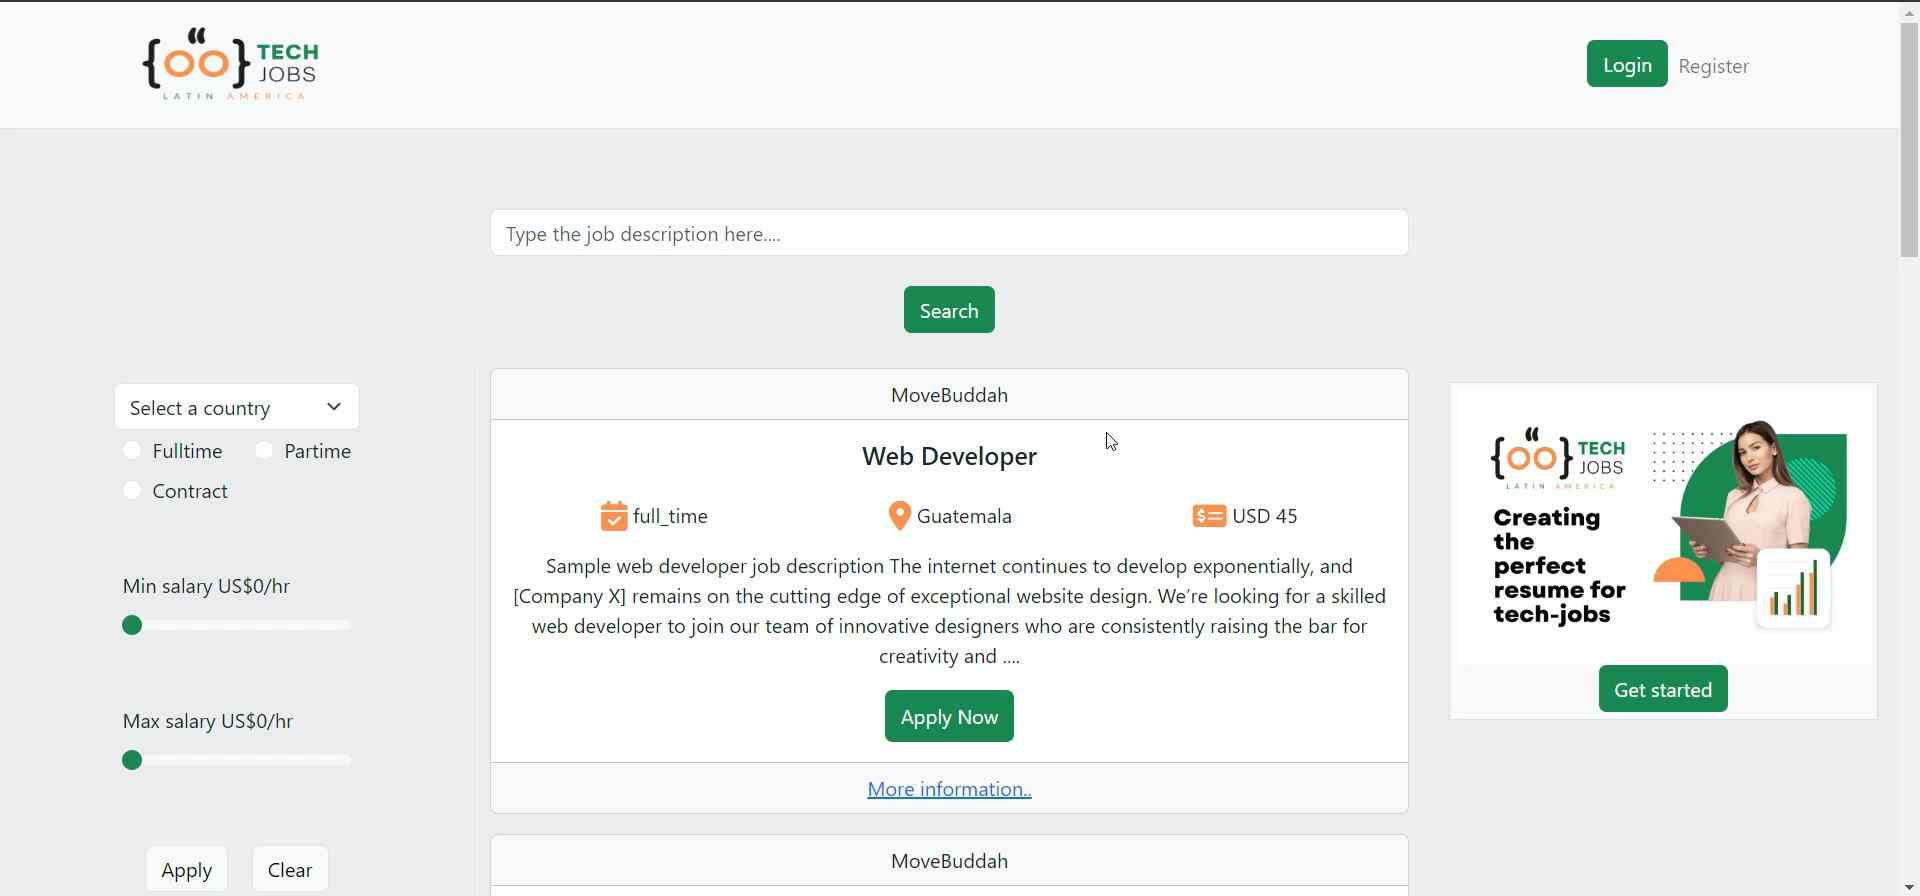 TECH
JOBS
LATIN AMERICA
Login
Register
Type the job description here....
Search
Select a country
Fulltime
Partime
Contract
Min salary US$0/hr
Max salary US$0/hr
Apply
Clear
MoveBuddah
Web Developer
full_time
Guatemala
USD 45
Sample web developer job description The internet continues to develop exponentially, and
[Company X] remains on the cutting edge of exceptional website design. We’re looking for a skilled
web developer to join our team of innovative designers who are consistently raising the bar for
creativity and ....
Apply Now
More information..
MoveBuddah
TECH
JOBS
LATIN AMERICA
Creating
the
perfect
resume for
tech-jobs
Get started